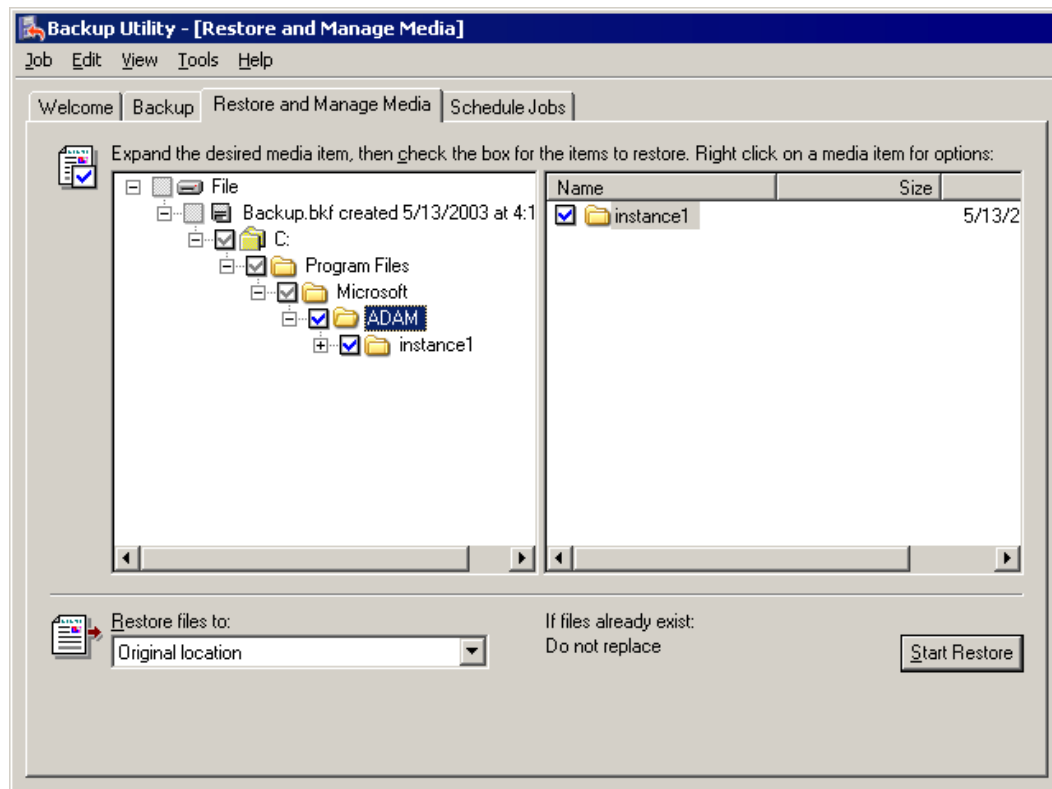 Backup Utility - [Restore and Manage Media]
Job Edit View Tools Help
Welcome Backup Restore and Manage Media Schedule Jobs
Expand the desired media item, then check the box for the items to restore. Right click on a media item for options:
File
Backup.bkf created 5/13/2003 at 4:1
C:
Program Files
Microsoft
ADAM
instance1
Name Size
instance1 5/13/2
Restore files to:
Original location
If files already exist:
Do not replace
Start Restore